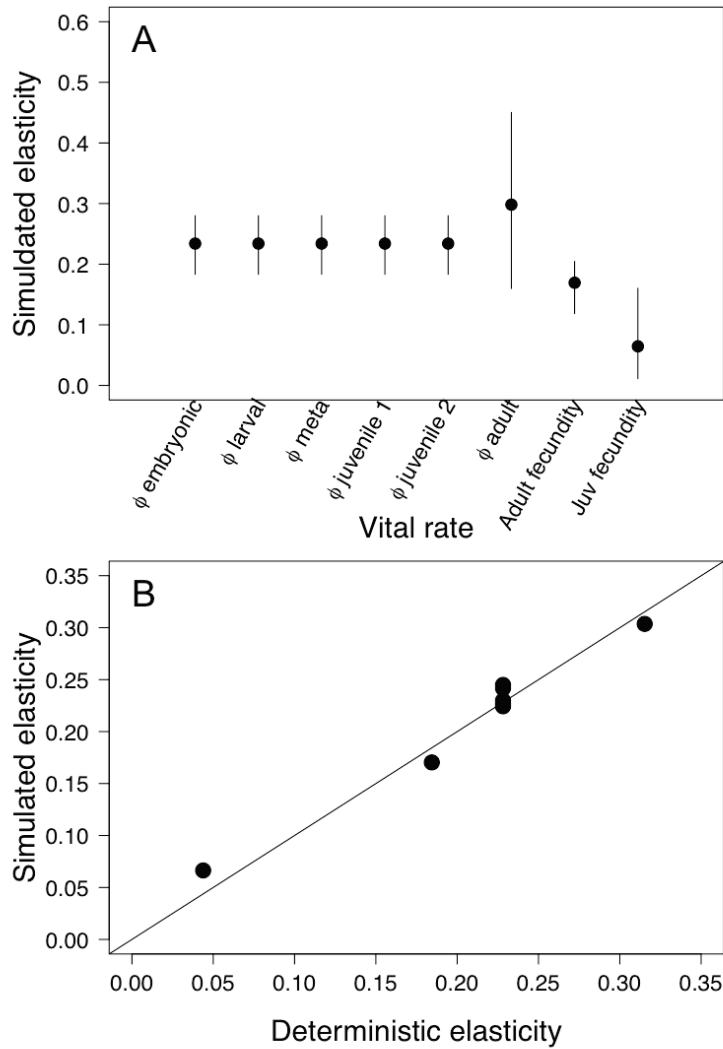 A
Simuldated elasticity
0.6
0.5
0.4
0.3
0.2
0.1
0.0
ϕ embryonic
ϕ larval
ϕ meta
ϕ juvenile 1
ϕ juvenile 2
ϕ adult
Adult fecundity
Juv fecundity
Vital rate
B
Simulated elasticity
0.35
0.30
0.25
0.20
0.15
0.10
0.05
0.00
0.00 0.05 0.10 0.15 0.20 0.25 0.30 0.35
Deterministic elasticity